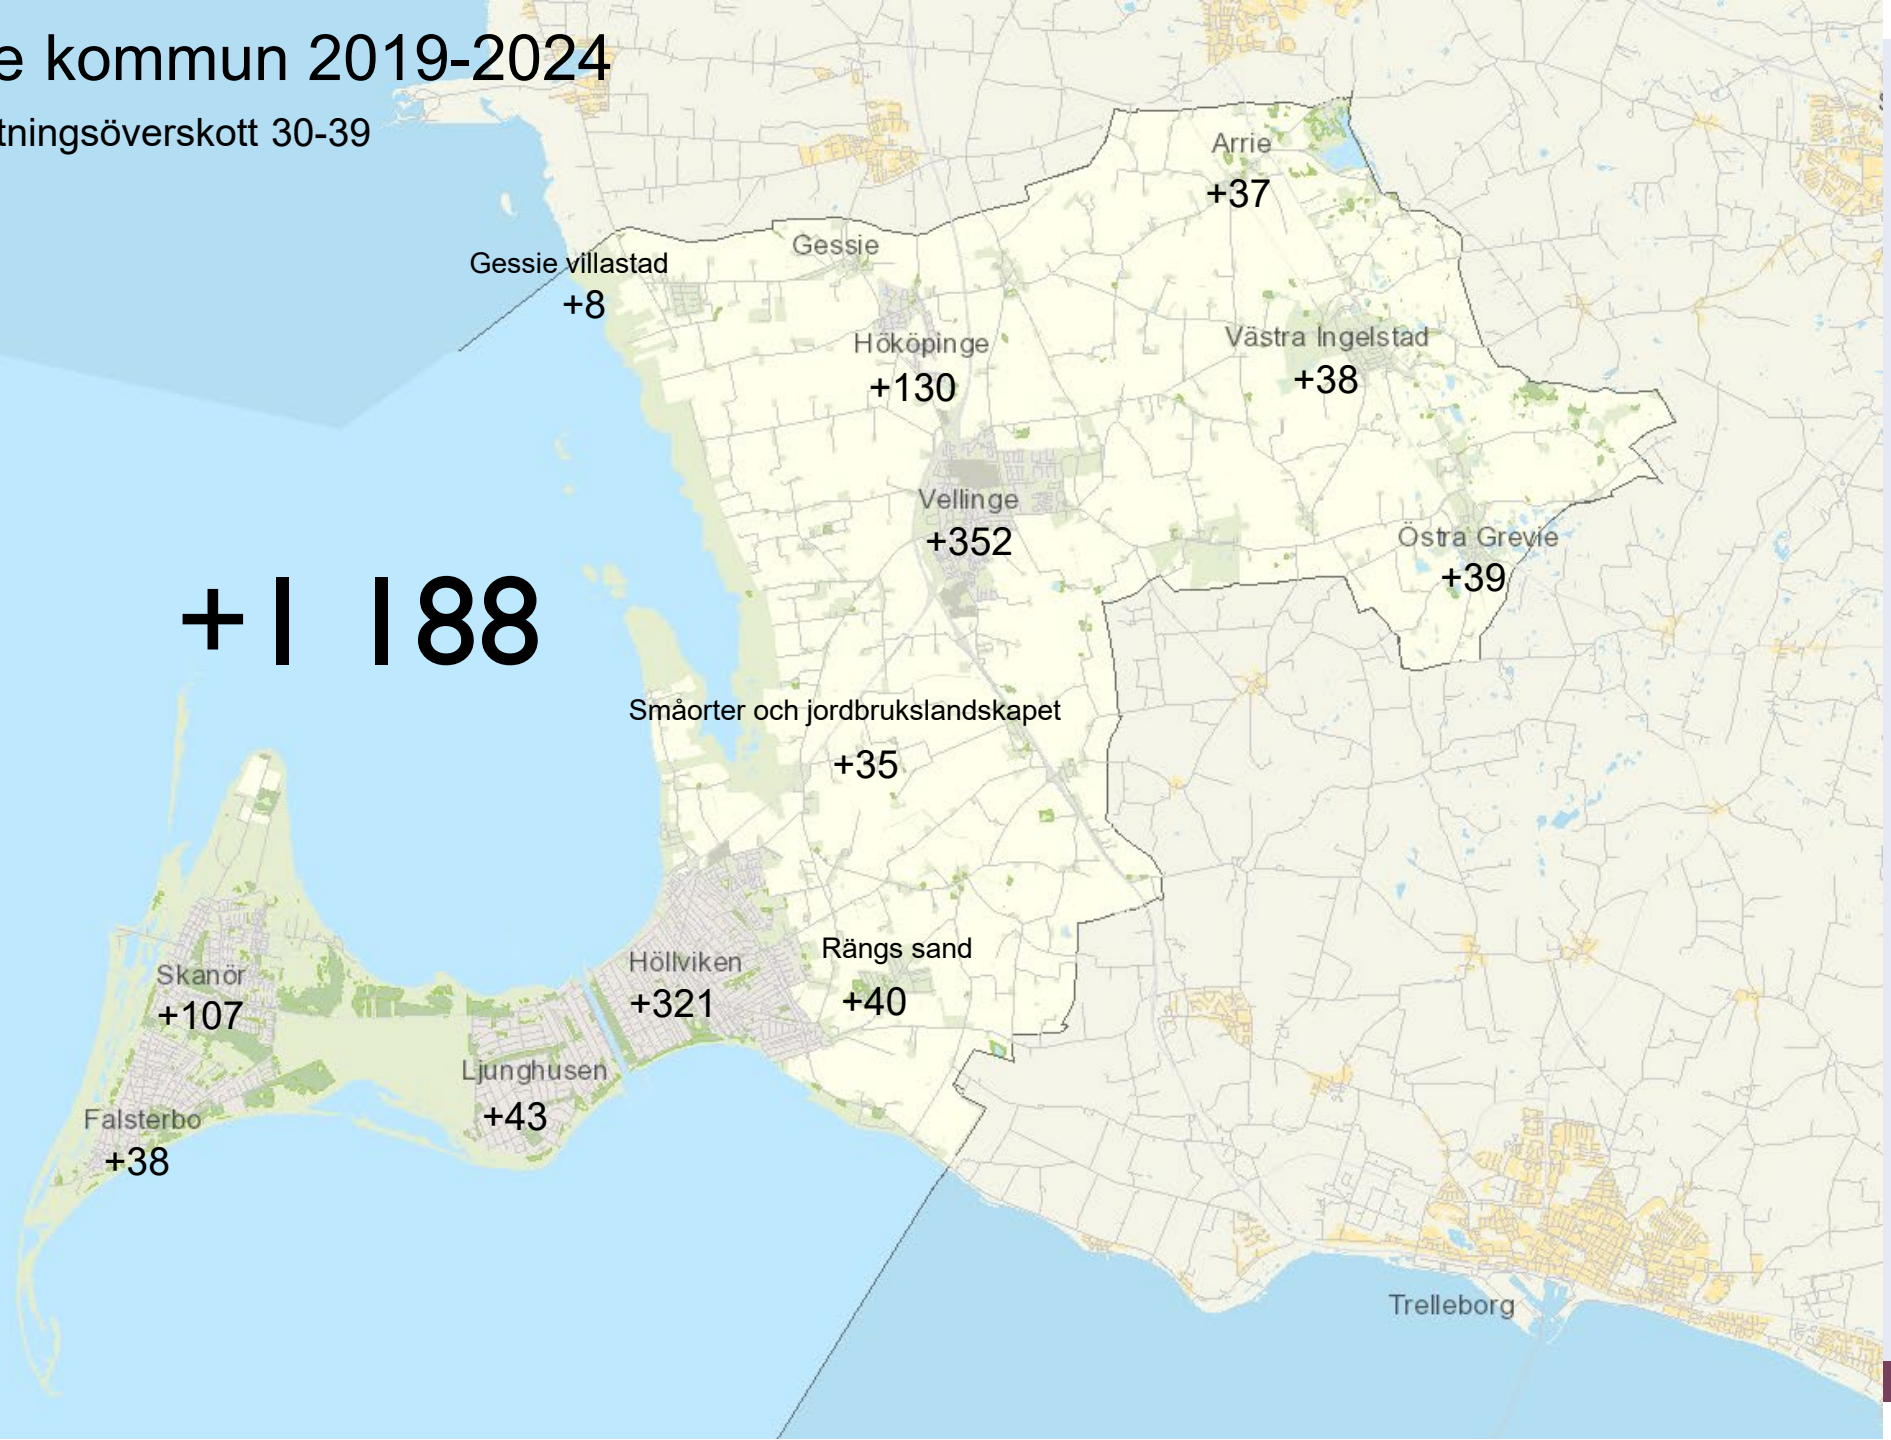 e kommun 2019-2024
tningsöverskott 30-39
Arrie
+37
Gessie
Gessie villastad
+8
Hököpinge
+130
Västra Ingelstad
+38
Vellinge
+352
Östra Grevie
+39
+1 188
Småorter och jordbrukslandskapet
+35
Rängs sand
+40
Höllviken
+321
Skanör
+107
Ljunghusen
+43
Falsterbo
+38
Trelleborg